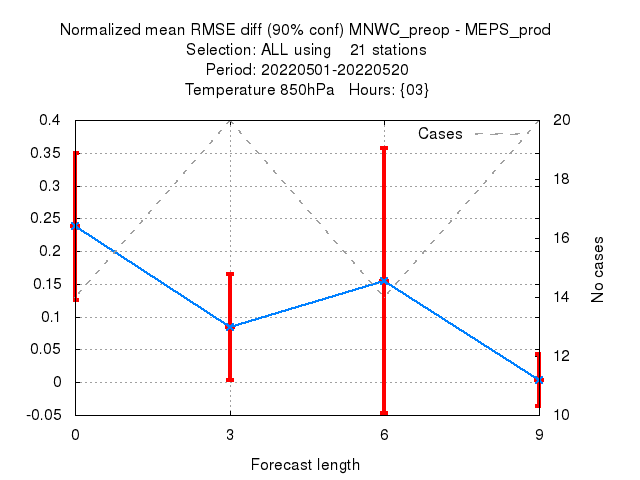 Normalized mean RMSE diff (90% conf) MNWC_preop - MEPS_prod
Selection: ALL using    21 stations
Period: 20220501-20220520
Temperature 850hPa   Hours: {03}
Cases
0.4
0.35
0.3
0.25
0.2
0.15
0.1
0.05
0
-0.05
20
18
16
14
12
10
No cases
0 3 6 9
Forecast length